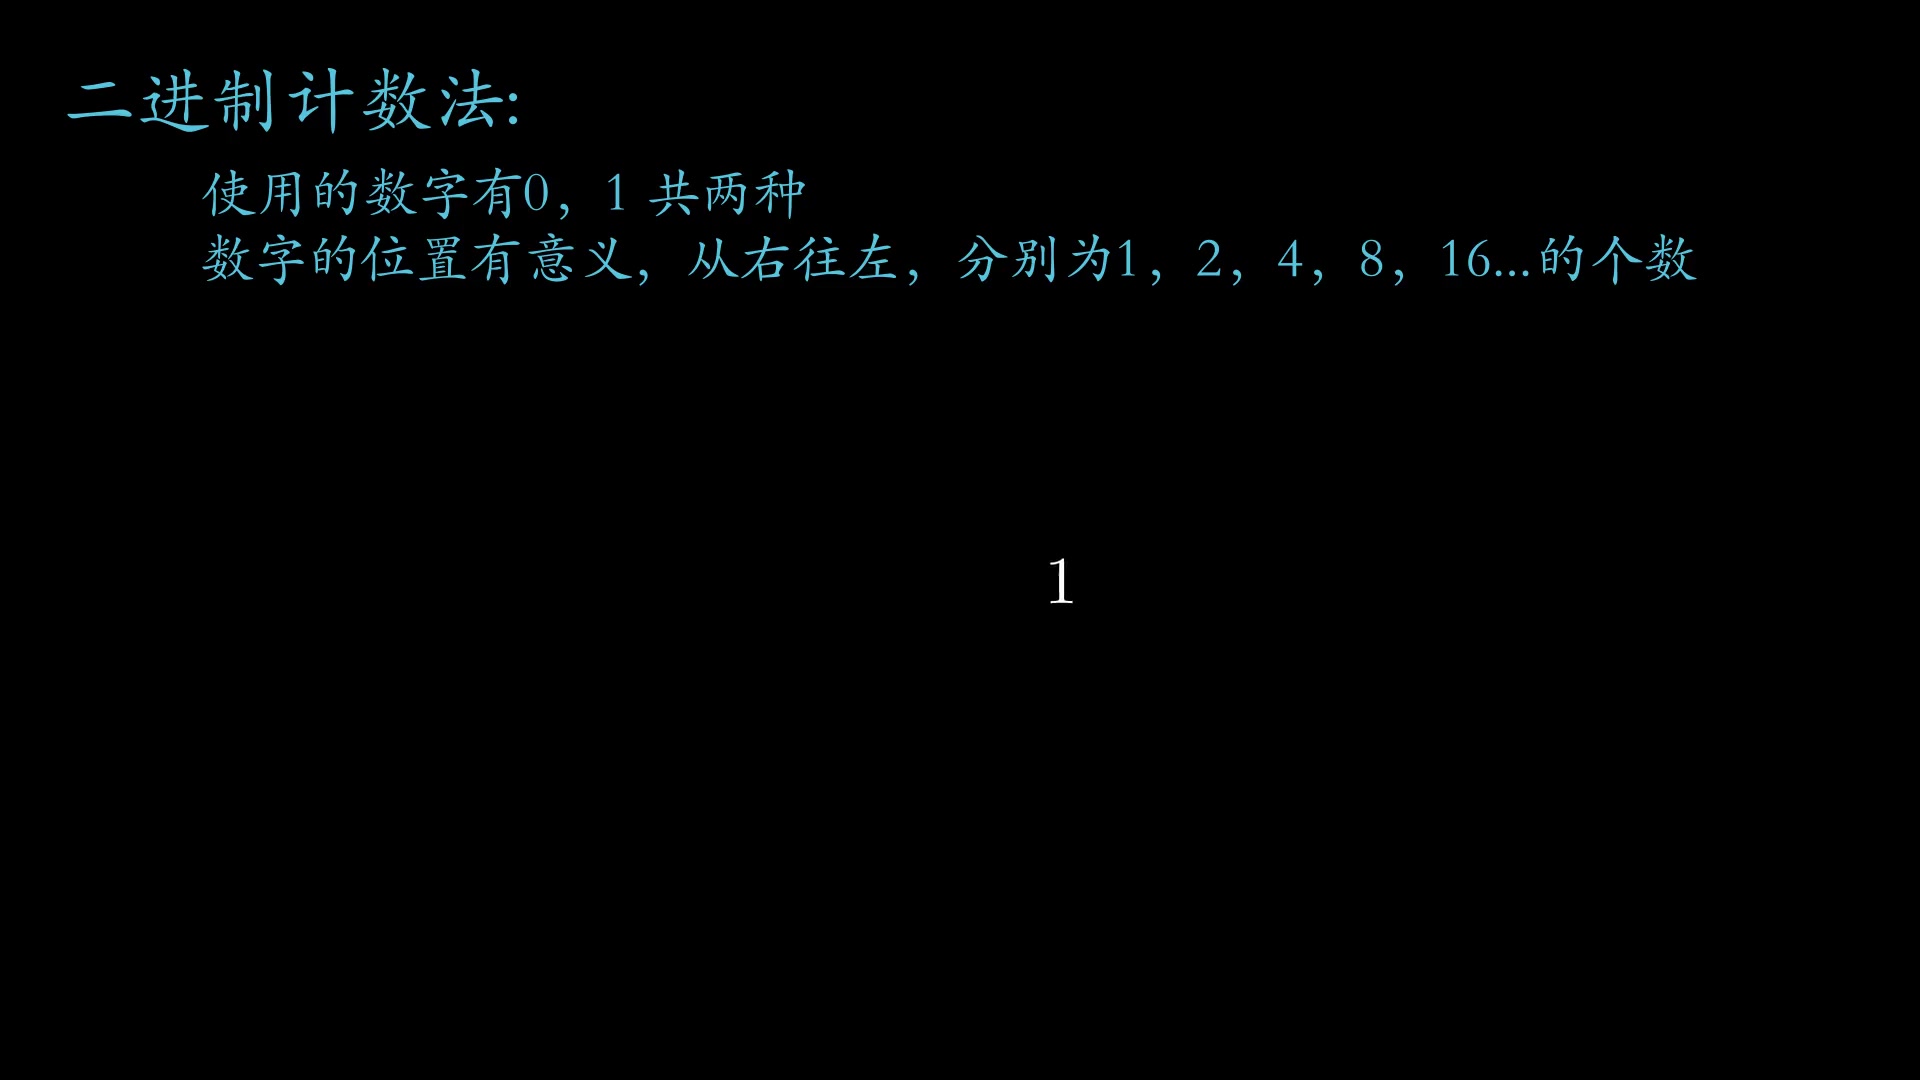 二进制计数法:
使用的数字有0，1 共两种
数字的位置有意义，从右往左，分别为1，2，4，8，16...的个数
1